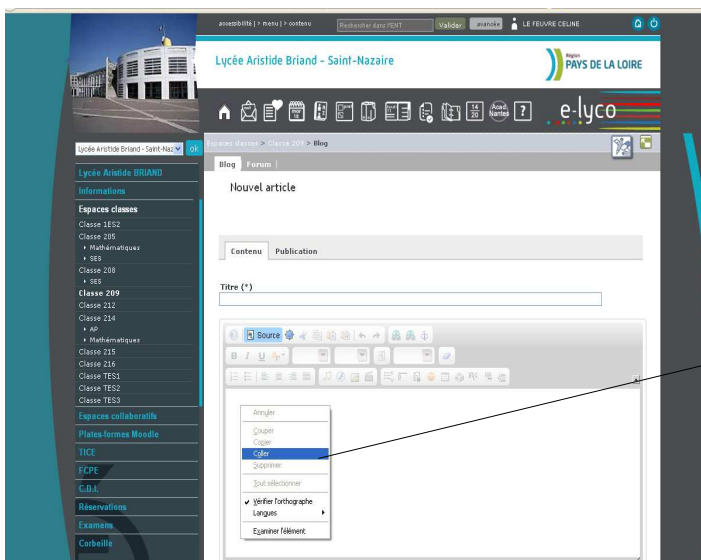 accessibilité | > menu | > contenu
Rechercher dans l'ENT
Valider
avancée
LE FEUVRE CELINE
Lycée Aristide Briand - Saint-Nazaire
Région
PAYS DE LA LOIRE
14
20
Acad.
Nantes
?
e-lyco
Lycée Aristide Briand - Saint-Naz
ok
Espaces classes > Classe 209 > Blog
Blog
Forum
Lycée Aristide BRIAND
Informations
Espaces classes
Classe 1ES2
Classe 205
Mathématiques
SES
Classe 208
SES
Classe 209
Classe 212
Classe 214
AP
Mathématiques
Classe 215
Classe 216
Classe TES1
Classe TES2
Classe TES3
Espaces collaboratifs
Plates-formes Moodle
TICE
FCPE
C.D.I.
Réservations
Examens
Corbeille
Nouvel article
Contenu
Publication
Titre (*)
Source
B I U
Annuler
Couper
Copier
Coller
Supprimer
Tout sélectionner
Vérifier l'orthographe
Langues
Examiner l'élément